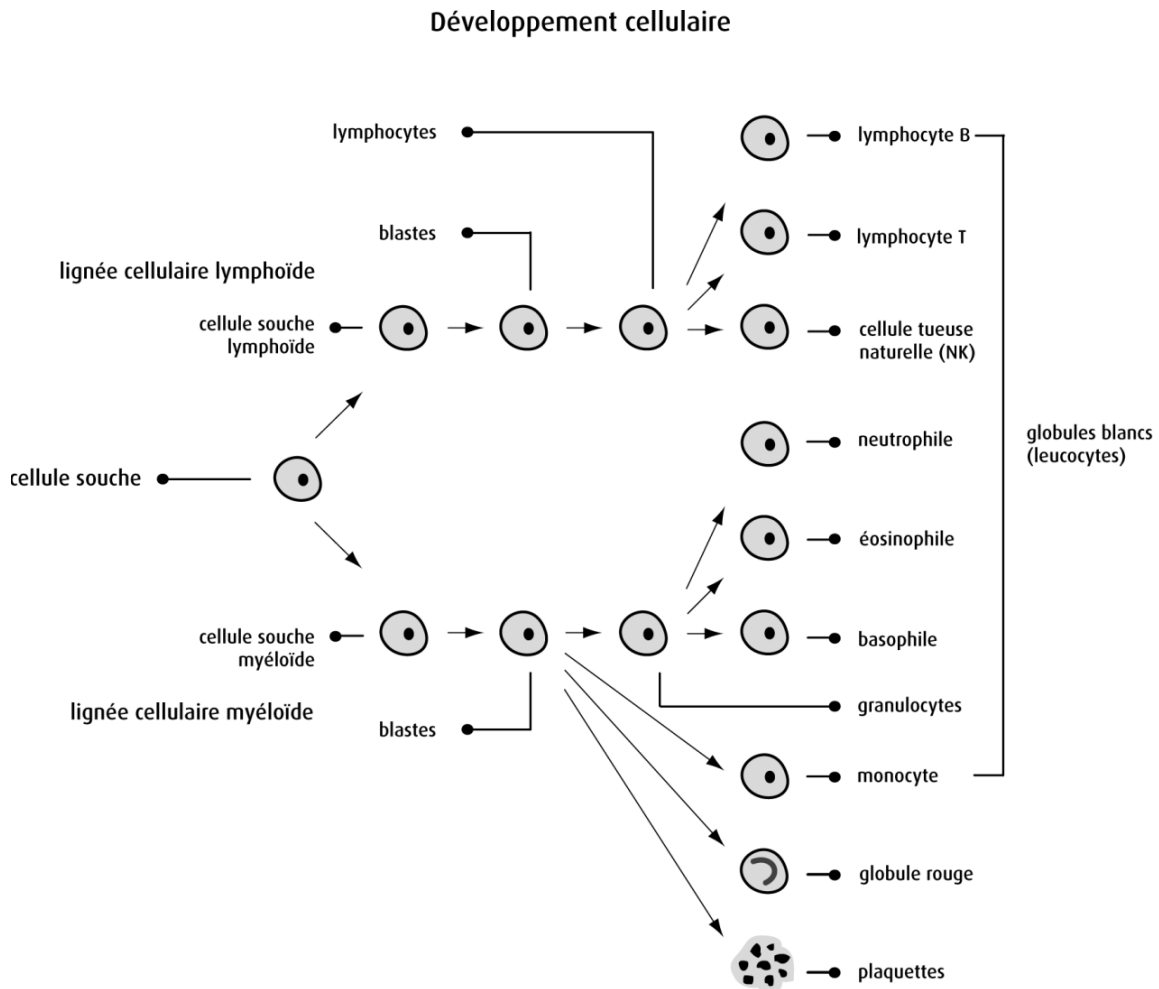 Développement cellulaire
lymphocytes
lymphocyte B
blastes
lymphocyte T
lignée cellulaire lymphoïde
cellule souche
lymphoïde
cellule tueuse
naturelle (NK)
neutrophile
globules blancs
(leucocytes)
cellule souche
éosinophile
cellule souche
myéloïde
basophile
lignée cellulaire myéloïde
granulocytes
blastes
monocyte
globule rouge
plaquettes